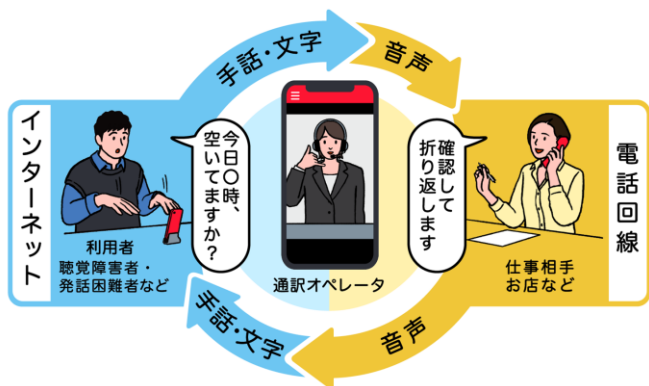 手話・文字
音声
インターネット
今日〇時、
空いてますか?
利用者
聴覚障害者・
発話困難者など
通訳オペレータ
確認して
折り返します
仕事相手
お店など
電話回線
音声
手話・文字